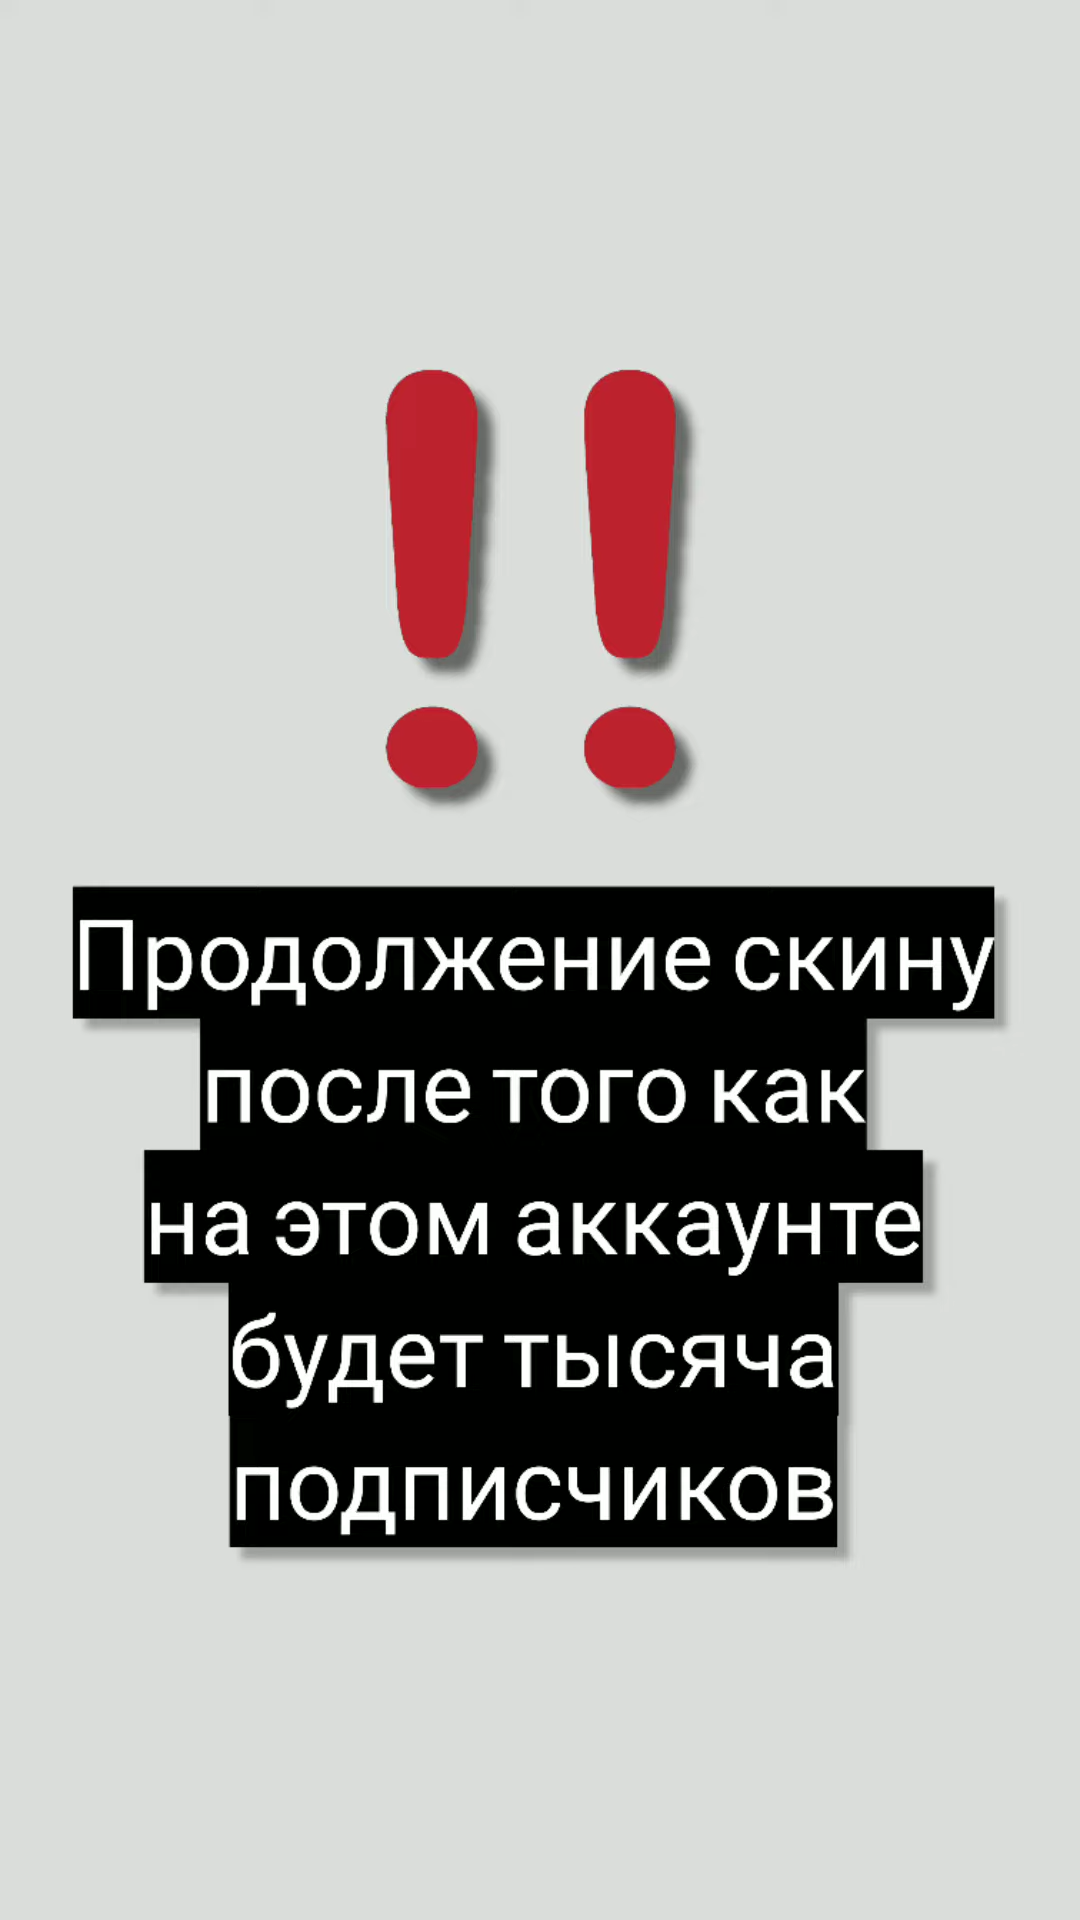 ‼
Продолжение скину
после того как
на этом аккаунте
будет тысяча
подписчиков